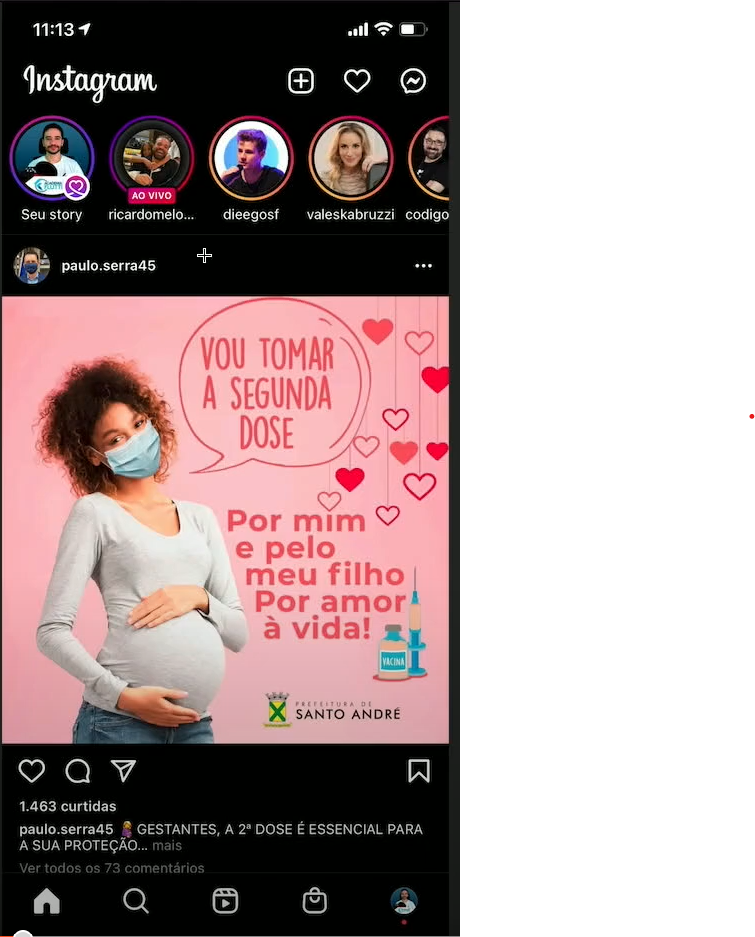 11:13
Instagram
AO VIVO
Seu story
ricardomelo...
dieegosf
valeskabruzzi
codigo
paulo.serra45
VOU TOMAR
A SEGUNDA
DOSE
Por mim
e pelo
meu filho
Por amor
à vida!
VACINA
PREFEITURA DE
SANTO ANDRÉ
1.463 curtidas
paulo.serra45 🤰 GESTANTES, A 2ª DOSE É ESSENCIAL PARA
A SUA PROTEÇÃO... mais
Ver todos os 73 comentários